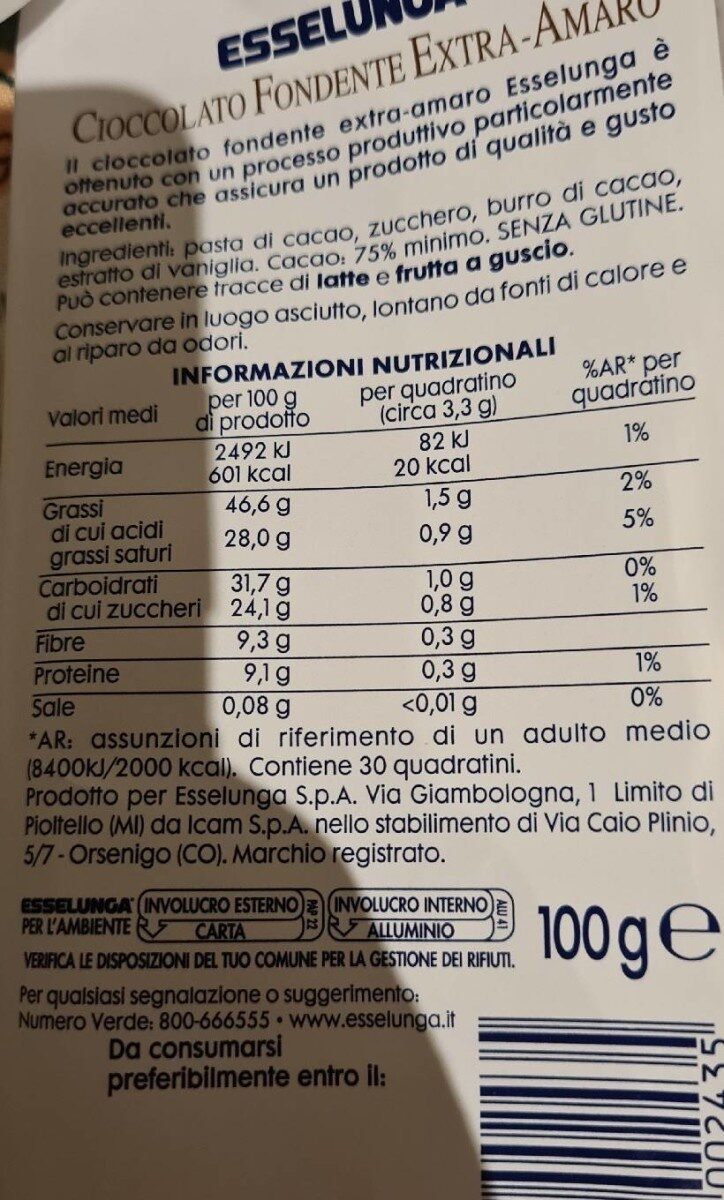 ESSELUNGA
CIOCCOLATO FONDENTE EXTRA-AMARO
Il cioccolato fondente extra-amaro Esselunga è
ottenuto con un processo produttivo particolarmente
accurato che assicura un prodotto di qualità e gusto
eccellenti.
Ingredienti: pasta di cacao, zucchero, burro di cacao,
estratto di vaniglia. Cacao: 75% minimo. SENZA GLUTINE.
Può contenere tracce di latte e frutta a guscio.
Conservare in luogo asciutto, lontano da fonti di calore e
al riparo da odori.
INFORMAZIONI NUTRIZIONALI
Valori medi per 100 g di prodotto per quadratino (circa 3,3 g) %AR* per quadratino
Energia 2492 kJ 82 kJ 1%
601 kcal 20 kcal
Grassi 46,6 g 1,5 g 2%
di cui acidi grassi saturi 28,0 g 0,9 g 5%
Carboidrati 31,7 g 1,0 g 0%
di cui zuccheri 24,1 g 0,8 g 1%
Fibre 9,3 g 0,3 g
Proteine 9,1 g 0,3 g 1%
Sale 0,08 g <0,01 g 0%
*AR: assunzioni di riferimento di un adulto medio
(8400kJ/2000 kcal). Contiene 30 quadratini.
Prodotto per Esselunga S.p.A. Via Giambologna, 1 Limito di
Pioltello (MI) da Icam S.p.A. nello stabilimento di Via Caio Plinio,
5/7 - Orsenigo (CO). Marchio registrato.
ESSELUNGA PER L'AMBIENTE
INVOLUCRO ESTERNO CARTA PAP 22
INVOLUCRO INTERNO ALLUMINIO ALU 41
100 g e
VERIFICA LE DISPOSIZIONI DEL TUO COMUNE PER LA GESTIONE DEI RIFIUTI.
Per qualsiasi segnalazione o suggerimento:
Numero Verde: 800-666555 • www.esselunga.it
Da consumarsi
preferibilmente entro il: